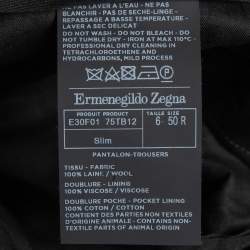 NE PAS LAVER A L'EAU - NE PAS
BLANCHIR - PAS DE SECHE-LINGE -
REPASSAGE A BASSE TEMPERATURE
- LAVER A SEC AVEC PRECAUTION
DO NOT WASH - DO NOT BLEACH - DO
NOT TUMBLE DRY - IRON AT MAX 110°C -
PROFESSIONAL DRY CLEANING IN
TETRACHLOROETHENE AND
HYDROCARBONS, MILD PROCESS
Ermenegildo Zegna
PRODUIT PRODUCT
E30F01 75TB12
TAILLE SIZE
6 50 R
Slim
PANTALON-TROUSERS
TISSU - FABRIC
100% LAINE / WOOL
DOUBLURE - LINING
100% VISCOSE / VISCOSE
DOUBLURE POCHE - POCKET LINING
100% COTON / COTTON
CONTIENT DES PARTIES NON TEXTILES
D'ORIGINE ANIMALE
CONTAINS NON-TEXTILE PARTS OF
ANIMAL ORIGIN